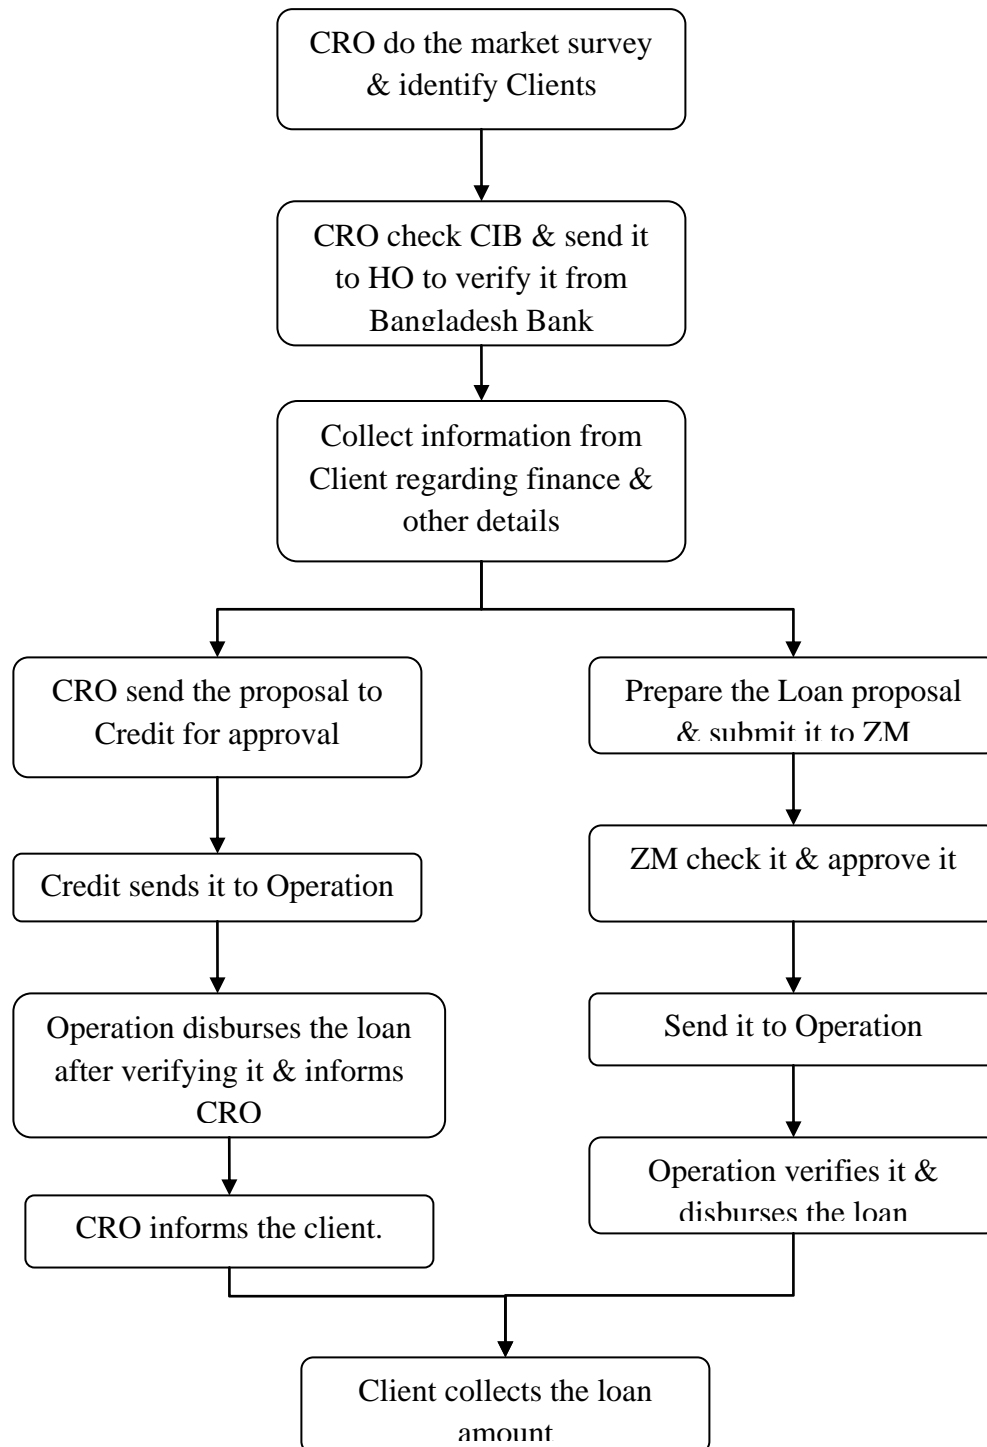 CRO do the market survey
& identify Clients
CRO check CIB & send it
to HO to verify it from
Bangladesh Bank
Collect information from
Client regarding finance &
other details
CRO send the proposal to
Credit for approval
Credit sends it to Operation
Operation disburses the loan
after verifying it & informs
CRO
CRO informs the client.
Prepare the Loan proposal
& submit it to ZM
ZM check it & approve it
Send it to Operation
Operation verifies it &
disburses the loan
Client collects the loan
amount